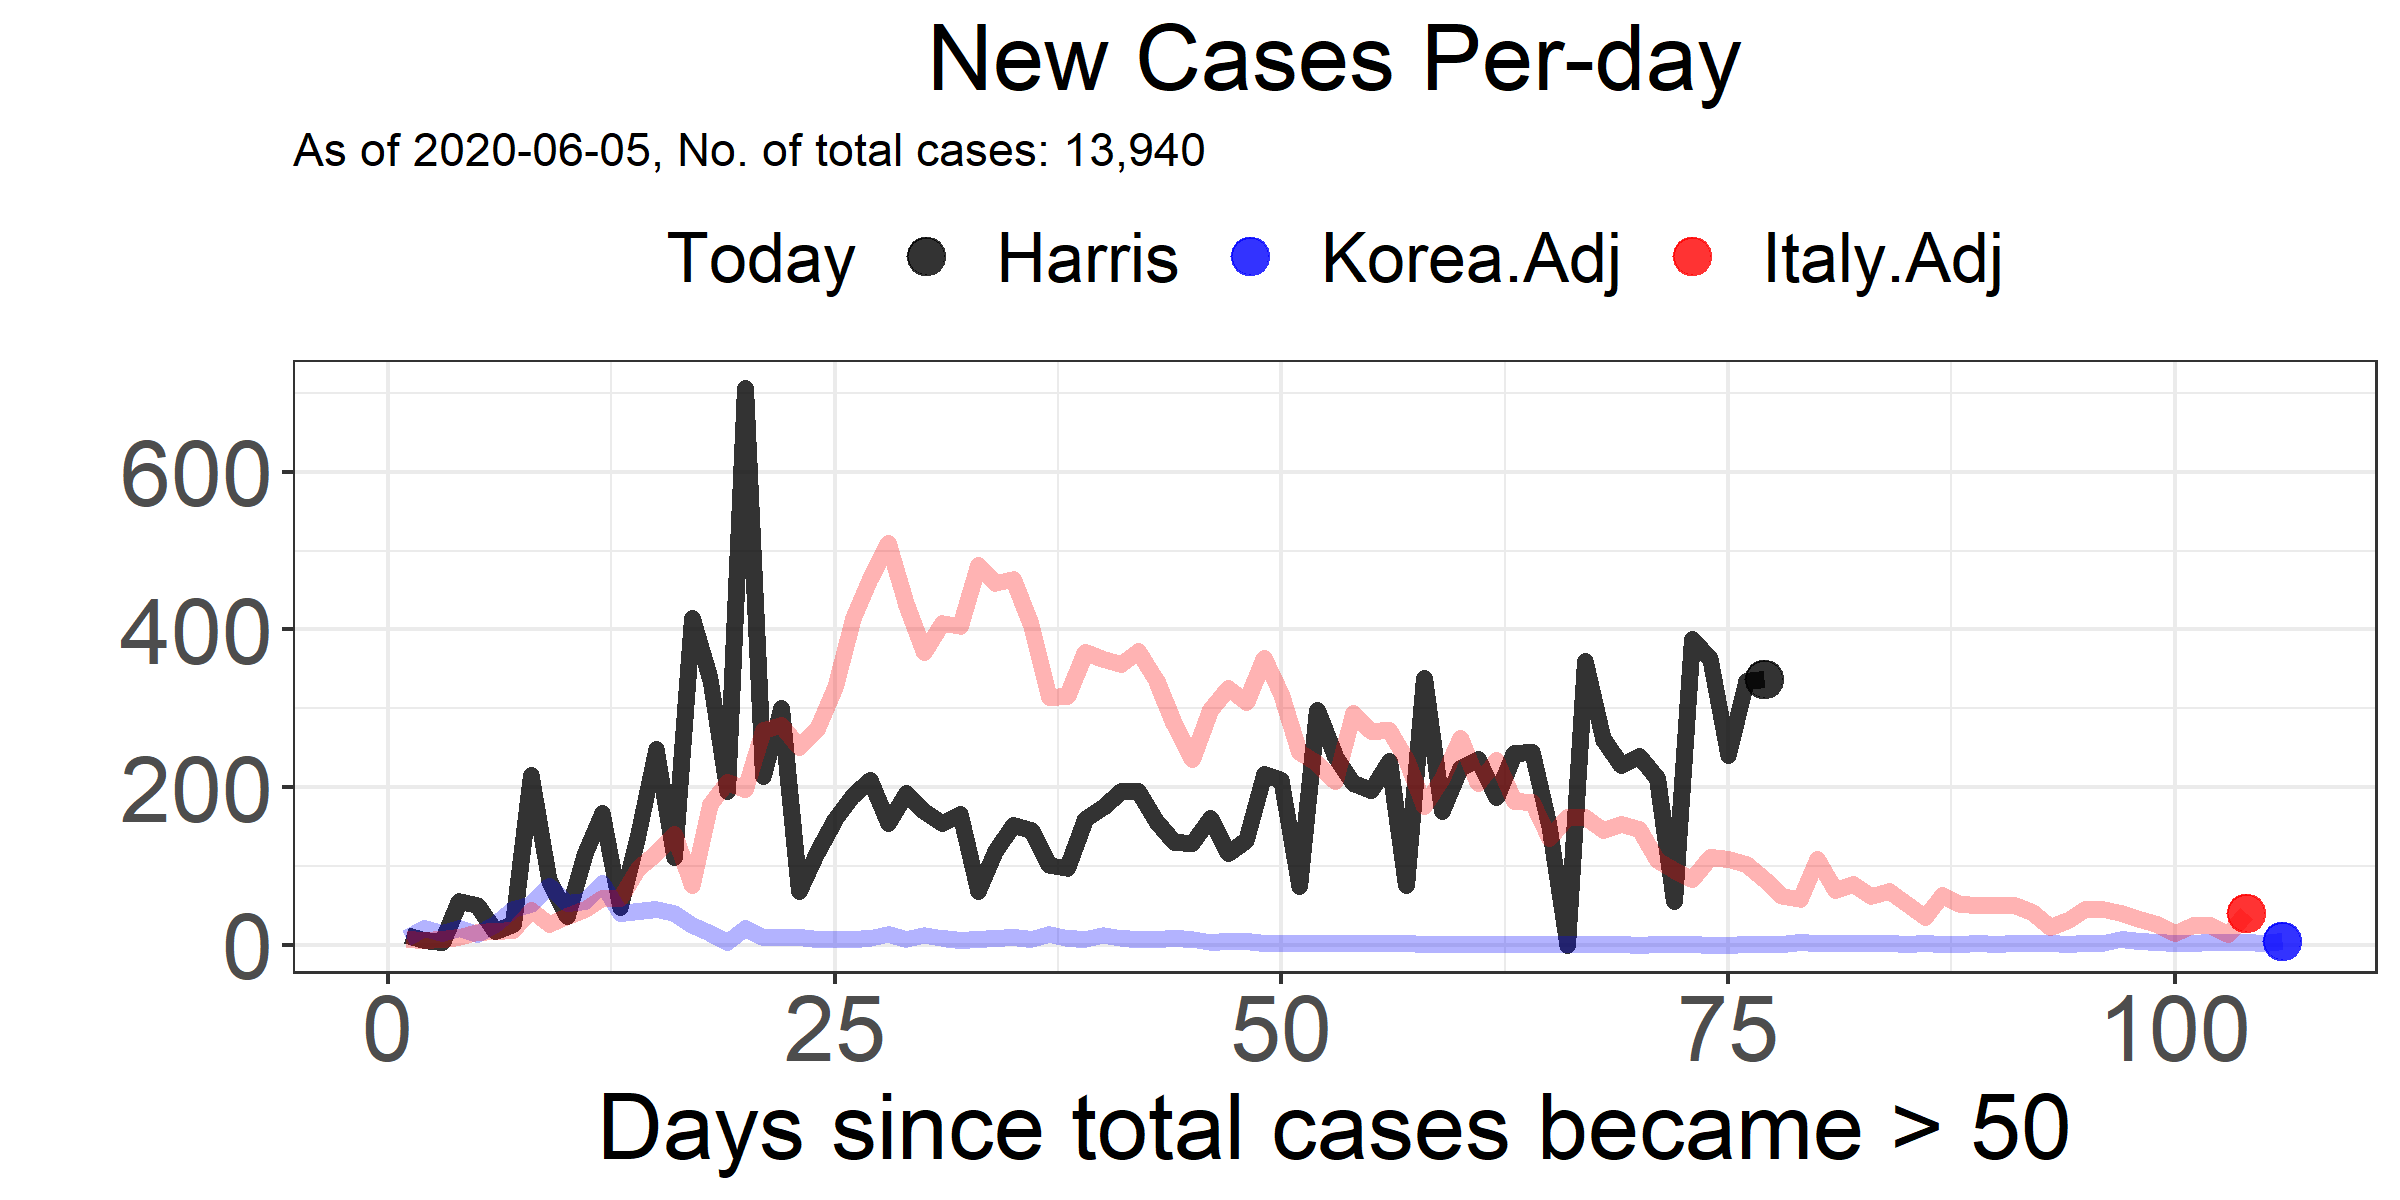 New Cases Per-day
As of 2020-06-05, No. of total cases: 13,940
Today Harris Korea.Adj Italy.Adj
600
400
200
0
0 25 50 75 100
Days since total cases became > 50